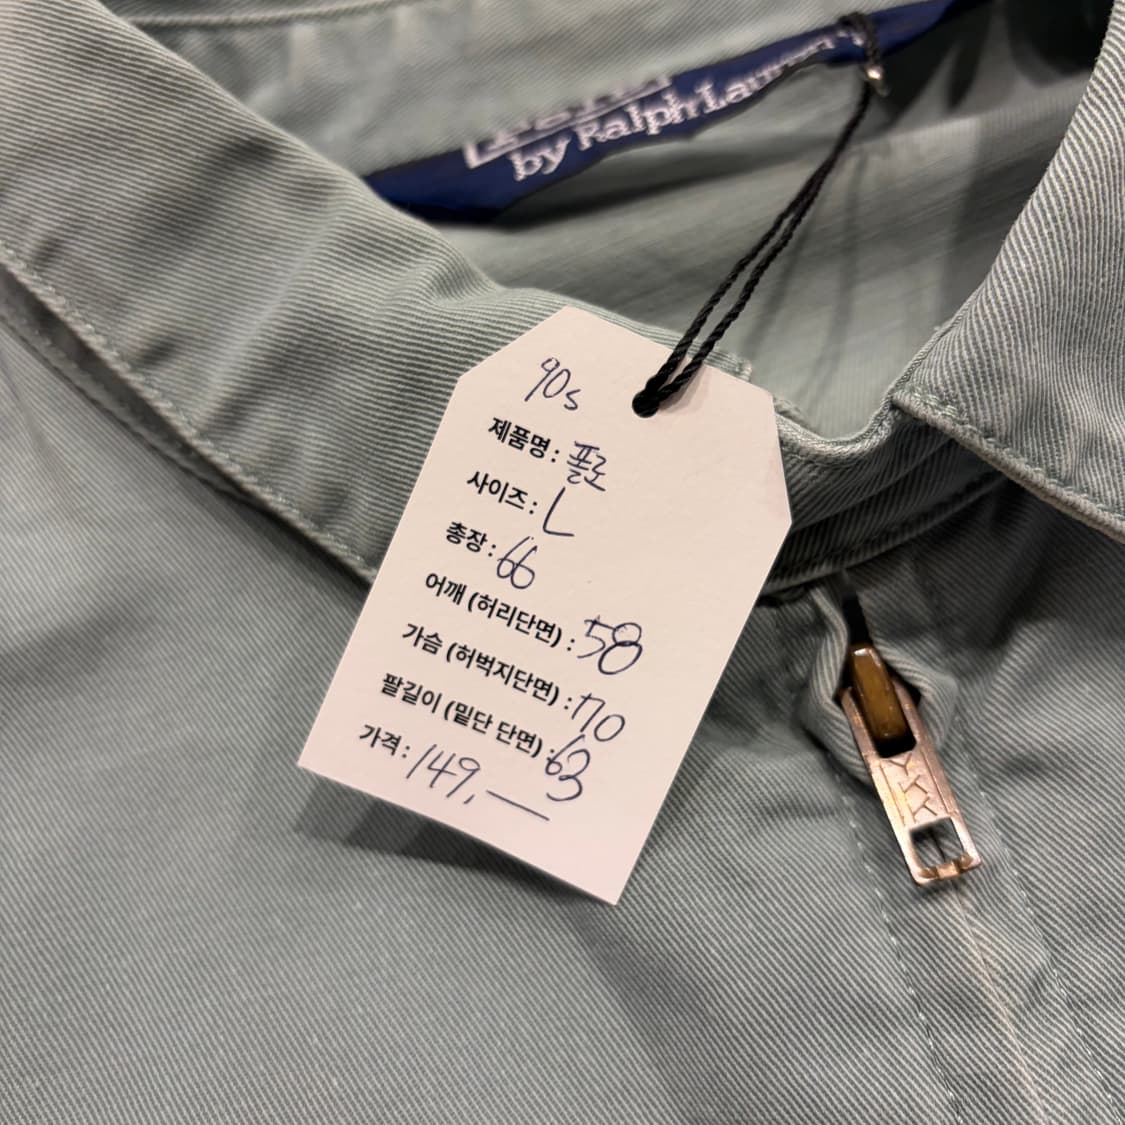 by Ralph Lauren
90s
제품명 : 폴로
사이즈 : L
총장 : 66
어깨 (허리단면) : 58
가슴 (허벅지단면) : 70
팔길이 (밑단 단면) : 63
가격 : 149,—
YKK